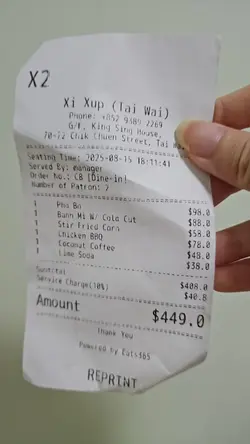 X2
Xi Xup (Tai Wai)
Phone: +852 9389 2269
G/F, King Sing House,
70-72 Chik Chuen Street, Tai Wa
Seating Time: 2025-08-15 18:11:41
Served By: manager
Order No.: C8 [Dine-in]
Number of Patron: 2
1 Pho Bo $98.0
1 Bann Mi W/ Cold Cut $88.0
1 Stir Fried Corn $58.0
1 Chicken BBQ $78.0
1 Coconut Coffee $48.0
1 Lime Soda $38.0
Subtotal $408.0
Service Charge(10%) $40.8
Amount $449.0
Thank You
Powered by Eats365
REPRINT